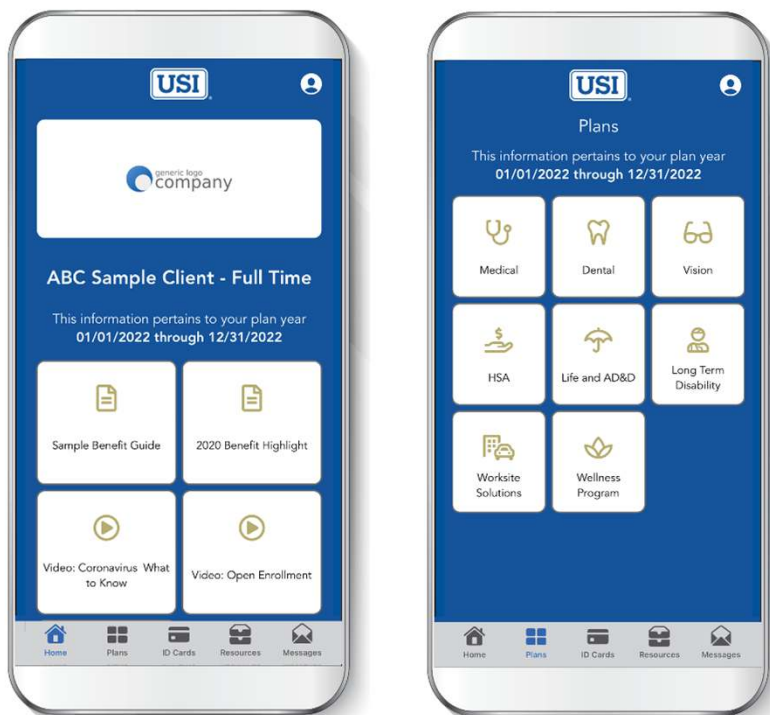 USI
generic logo
company
ABC Sample Client - Full Time
This information pertains to your plan year
01/01/2022 through 12/31/2022
Sample Benefit Guide
2020 Benefit Highlight
Video: Coronavirus What
to Know
Video: Open Enrollment
Home
Plans
ID Cards
Resources
Messages
USI
Plans
This information pertains to your plan year
01/01/2022 through 12/31/2022
Medical
Dental
Vision
$
HSA
Life and AD&D
Long Term
Disability
Worksite
Solutions
Wellness
Program
Home
Plans
ID Cards
Resources
Messages